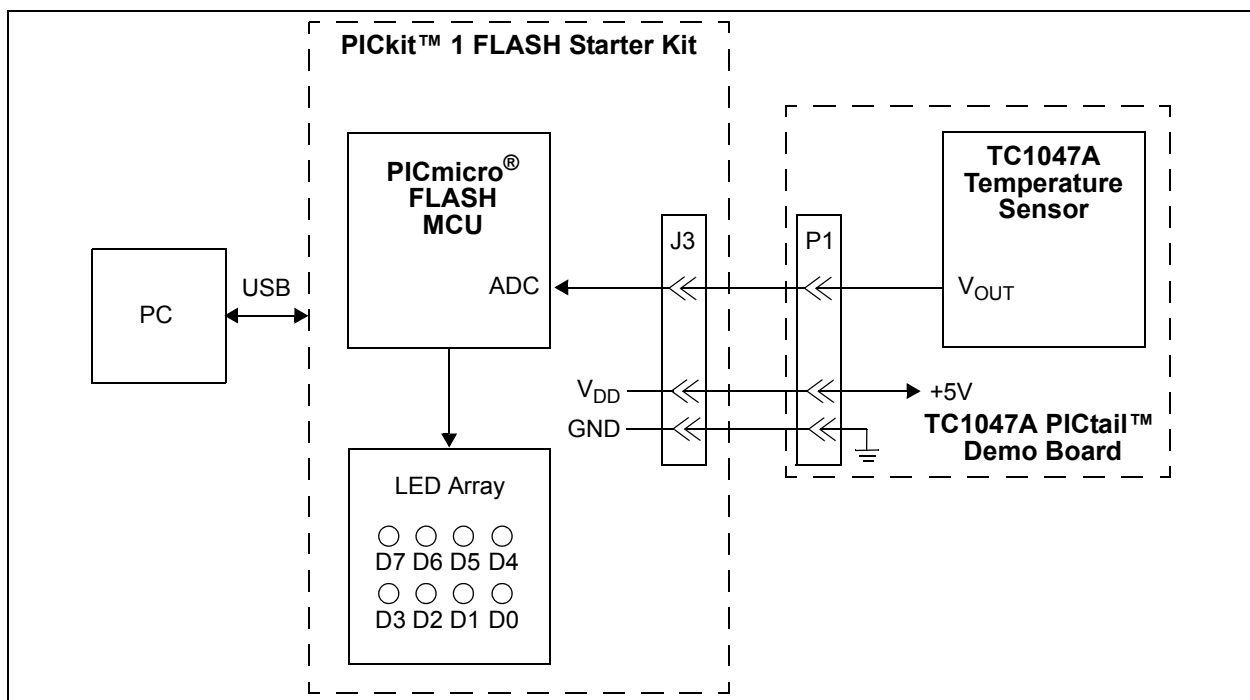 PICkit™ 1 FLASH Starter Kit
PICmicro®
FLASH
MCU
ADC
PC
USB
J3
P1
TC1047A
Temperature
Sensor
VOUT
VDD
GND
+5V
TC1047A PICtail™
Demo Board
LED Array
D7 D6 D5 D4
D3 D2 D1 D0